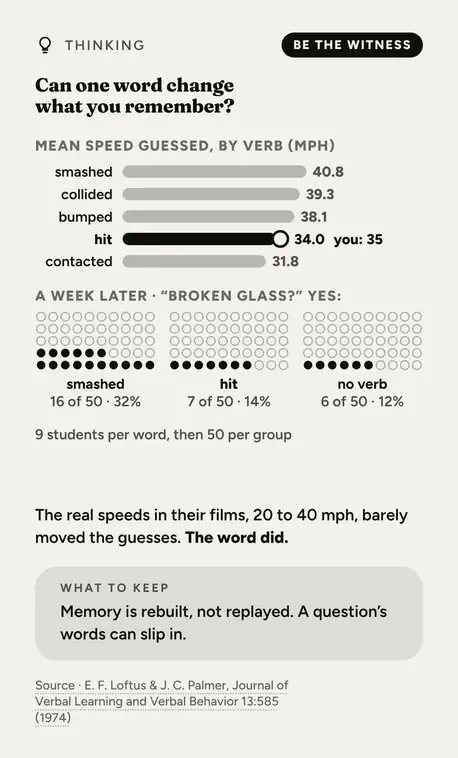 THINKING
BE THE WITNESS
Can one word change
what you remember?
MEAN SPEED GUESSED, BY VERB (MPH)
smashed 40.8
collided 39.3
bumped 38.1
hit 34.0 you: 35
contacted 31.8
A WEEK LATER · “BROKEN GLASS?” YES:
smashed hit no verb
16 of 50 · 32% 7 of 50 · 14% 6 of 50 · 12%
9 students per word, then 50 per group
The real speeds in their films, 20 to 40 mph, barely
moved the guesses. The word did.
WHAT TO KEEP
Memory is rebuilt, not replayed. A question’s
words can slip in.
Source · E. F. Loftus & J. C. Palmer, Journal of
Verbal Learning and Verbal Behavior 13:585
(1974)